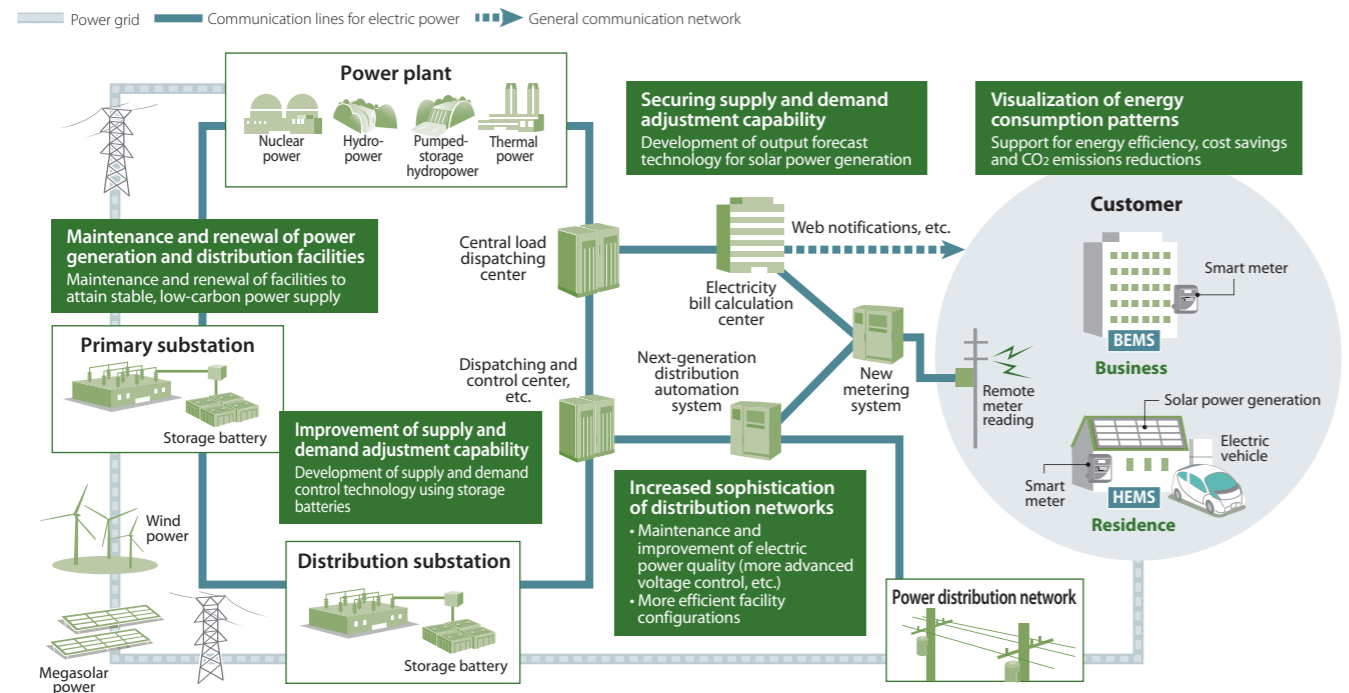 Power grid
Communication lines for electric power
General communication network
Power plant
Nuclear
power
Hydro-
power
Pumped-
storage
hydropower
Thermal
power
Securing supply and demand
adjustment capability
Development of output forecast
technology for solar power generation
Visualization of energy
consumption patterns
Support for energy efficiency, cost savings
and CO2 emissions reductions
Maintenance and renewal of power
generation and distribution facilities
Maintenance and renewal of facilities to
attain stable, low-carbon power supply
Central load
dispatching
center
Web notifications, etc.
Electricity
bill calculation
center
Customer
Smart meter
BEMS
Business
Primary substation
Storage battery
Dispatching and
control center,
etc.
Next-generation
distribution
automation
system
New
metering
system
Remote
meter
reading
Solar power generation
Electric
vehicle
Smart
meter
HEMS
Residence
Improvement of supply and
demand adjustment capability
Development of supply and demand
control technology using storage
batteries
Increased sophistication
of distribution networks
• Maintenance and
improvement of electric
power quality (more advanced
voltage control, etc.)
• More efficient facility
configurations
Wind
power
Megasolar
power
Distribution substation
Storage battery
Power distribution network